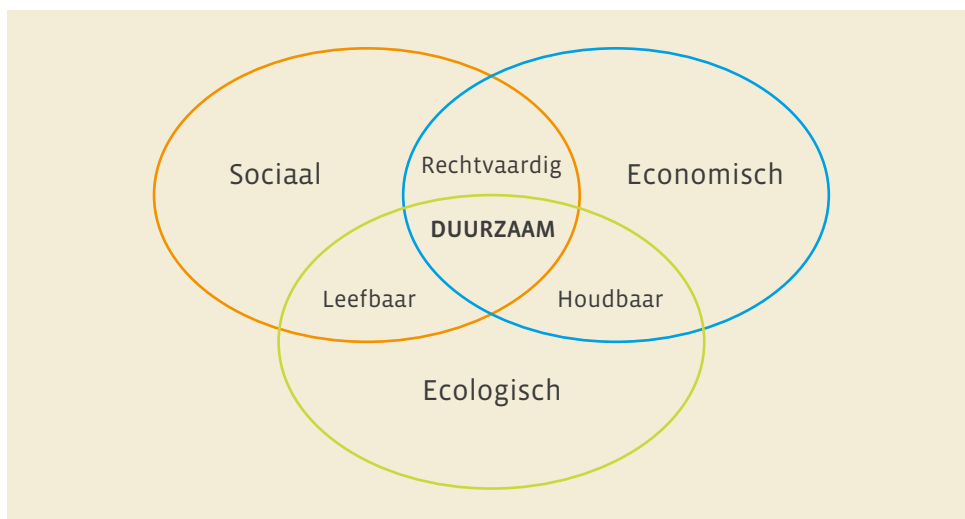 Sociaal
Rechtvaardig
Economisch
DUURZAAM
Leefbaar
Houdbaar
Ecologisch